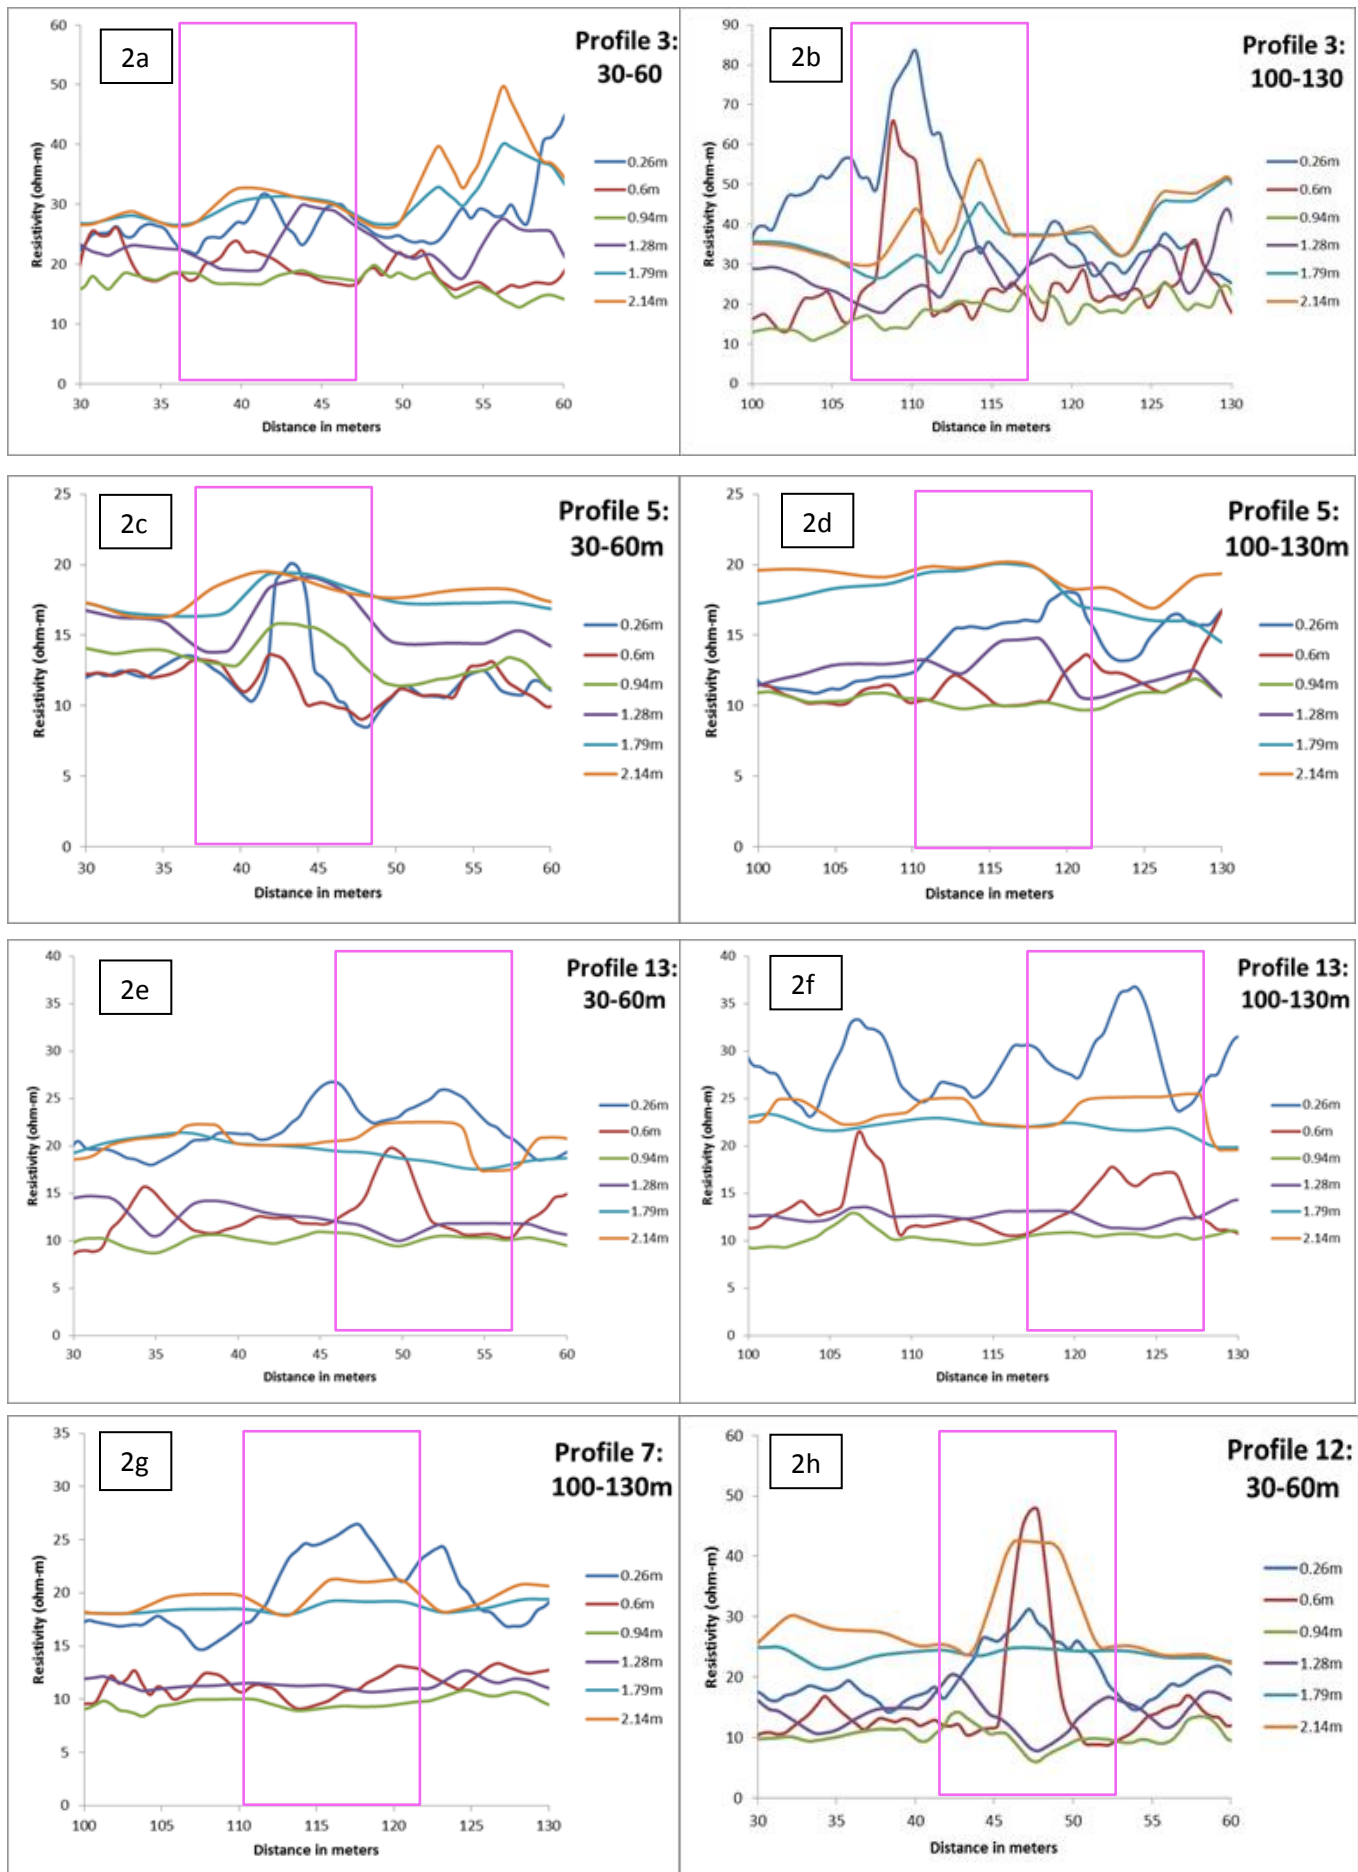 2a
Profile 3:
30-60
60
50
40
30
20
10
0
Resistivity (ohm-m)
30 35 40 45 50 55 60
Distance in meters
0.26m
0.6m
0.94m
1.28m
1.79m
2.14m
2b
Profile 3:
100-130
90
80
70
60
50
40
30
20
10
0
Resistivity (ohm-m)
100 105 110 115 120 125 130
Distance in meters
0.26m
0.6m
0.94m
1.28m
1.79m
2.14m
2c
Profile 5:
30-60m
25
20
15
10
5
0
Resistivity (ohm-m)
30 35 40 45 50 55 60
Distance in meters
0.26m
0.6m
0.94m
1.28m
1.79m
2.14m
2d
Profile 5:
100-130m
25
20
15
10
5
0
Resistivity (ohm-m)
100 105 110 115 120 125 130
Distance in meters
0.26m
0.6m
0.94m
1.28m
1.79m
2.14m
2e
Profile 13:
30-60m
40
35
30
25
20
15
10
5
0
Resistivity (ohm-m)
30 35 40 45 50 55 60
Distance in meters
0.26m
0.6m
0.94m
1.28m
1.79m
2.14m
2f
Profile 13:
100-130m
40
35
30
25
20
15
10
5
0
Resistivity (ohm-m)
100 105 110 115 120 125 130
Distance in meters
0.26m
0.6m
0.94m
1.28m
1.79m
2.14m
2g
Profile 7:
100-130m
35
30
25
20
15
10
5
0
Resistivity (ohm-m)
100 105 110 115 120 125 130
Distance in meters
0.26m
0.6m
0.94m
1.28m
1.79m
2.14m
2h
Profile 12:
30-60m
60
50
40
30
20
10
0
Resistivity (ohm-m)
30 35 40 45 50 55 60
Distance in meters
0.26m
0.6m
0.94m
1.28m
1.79m
2.14m